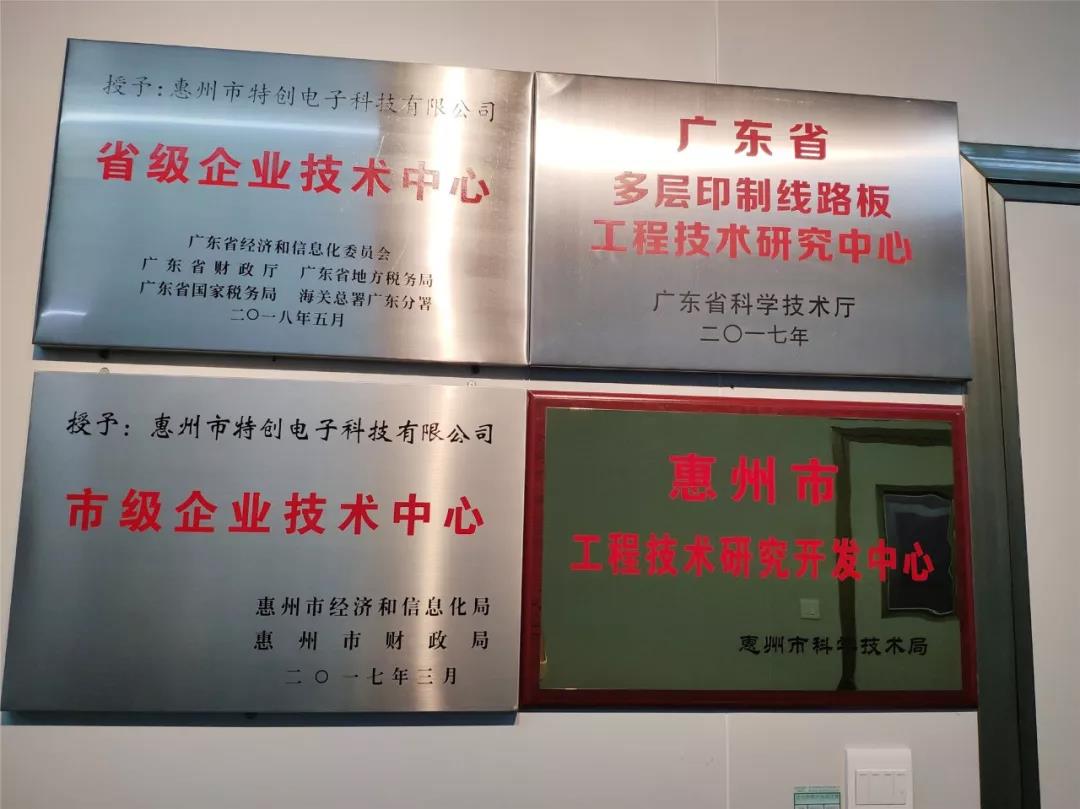 授予：惠州市特创电子科技有限公司
省级企业技术中心
广东省经济和信息化委员会
广东省财政厅 广东省地方税务局
广东省国家税务局 海关总署广东分署
二〇一八年五月
广东省
多层印制线路板
工程技术研究中心
广东省科学技术厅
二〇一七年
授予：惠州市特创电子科技有限公司
市级企业技术中心
惠州市经济和信息化局
惠州市财政局
二〇一七年三月
惠州市
工程技术研究开发中心
惠州市科学技术局